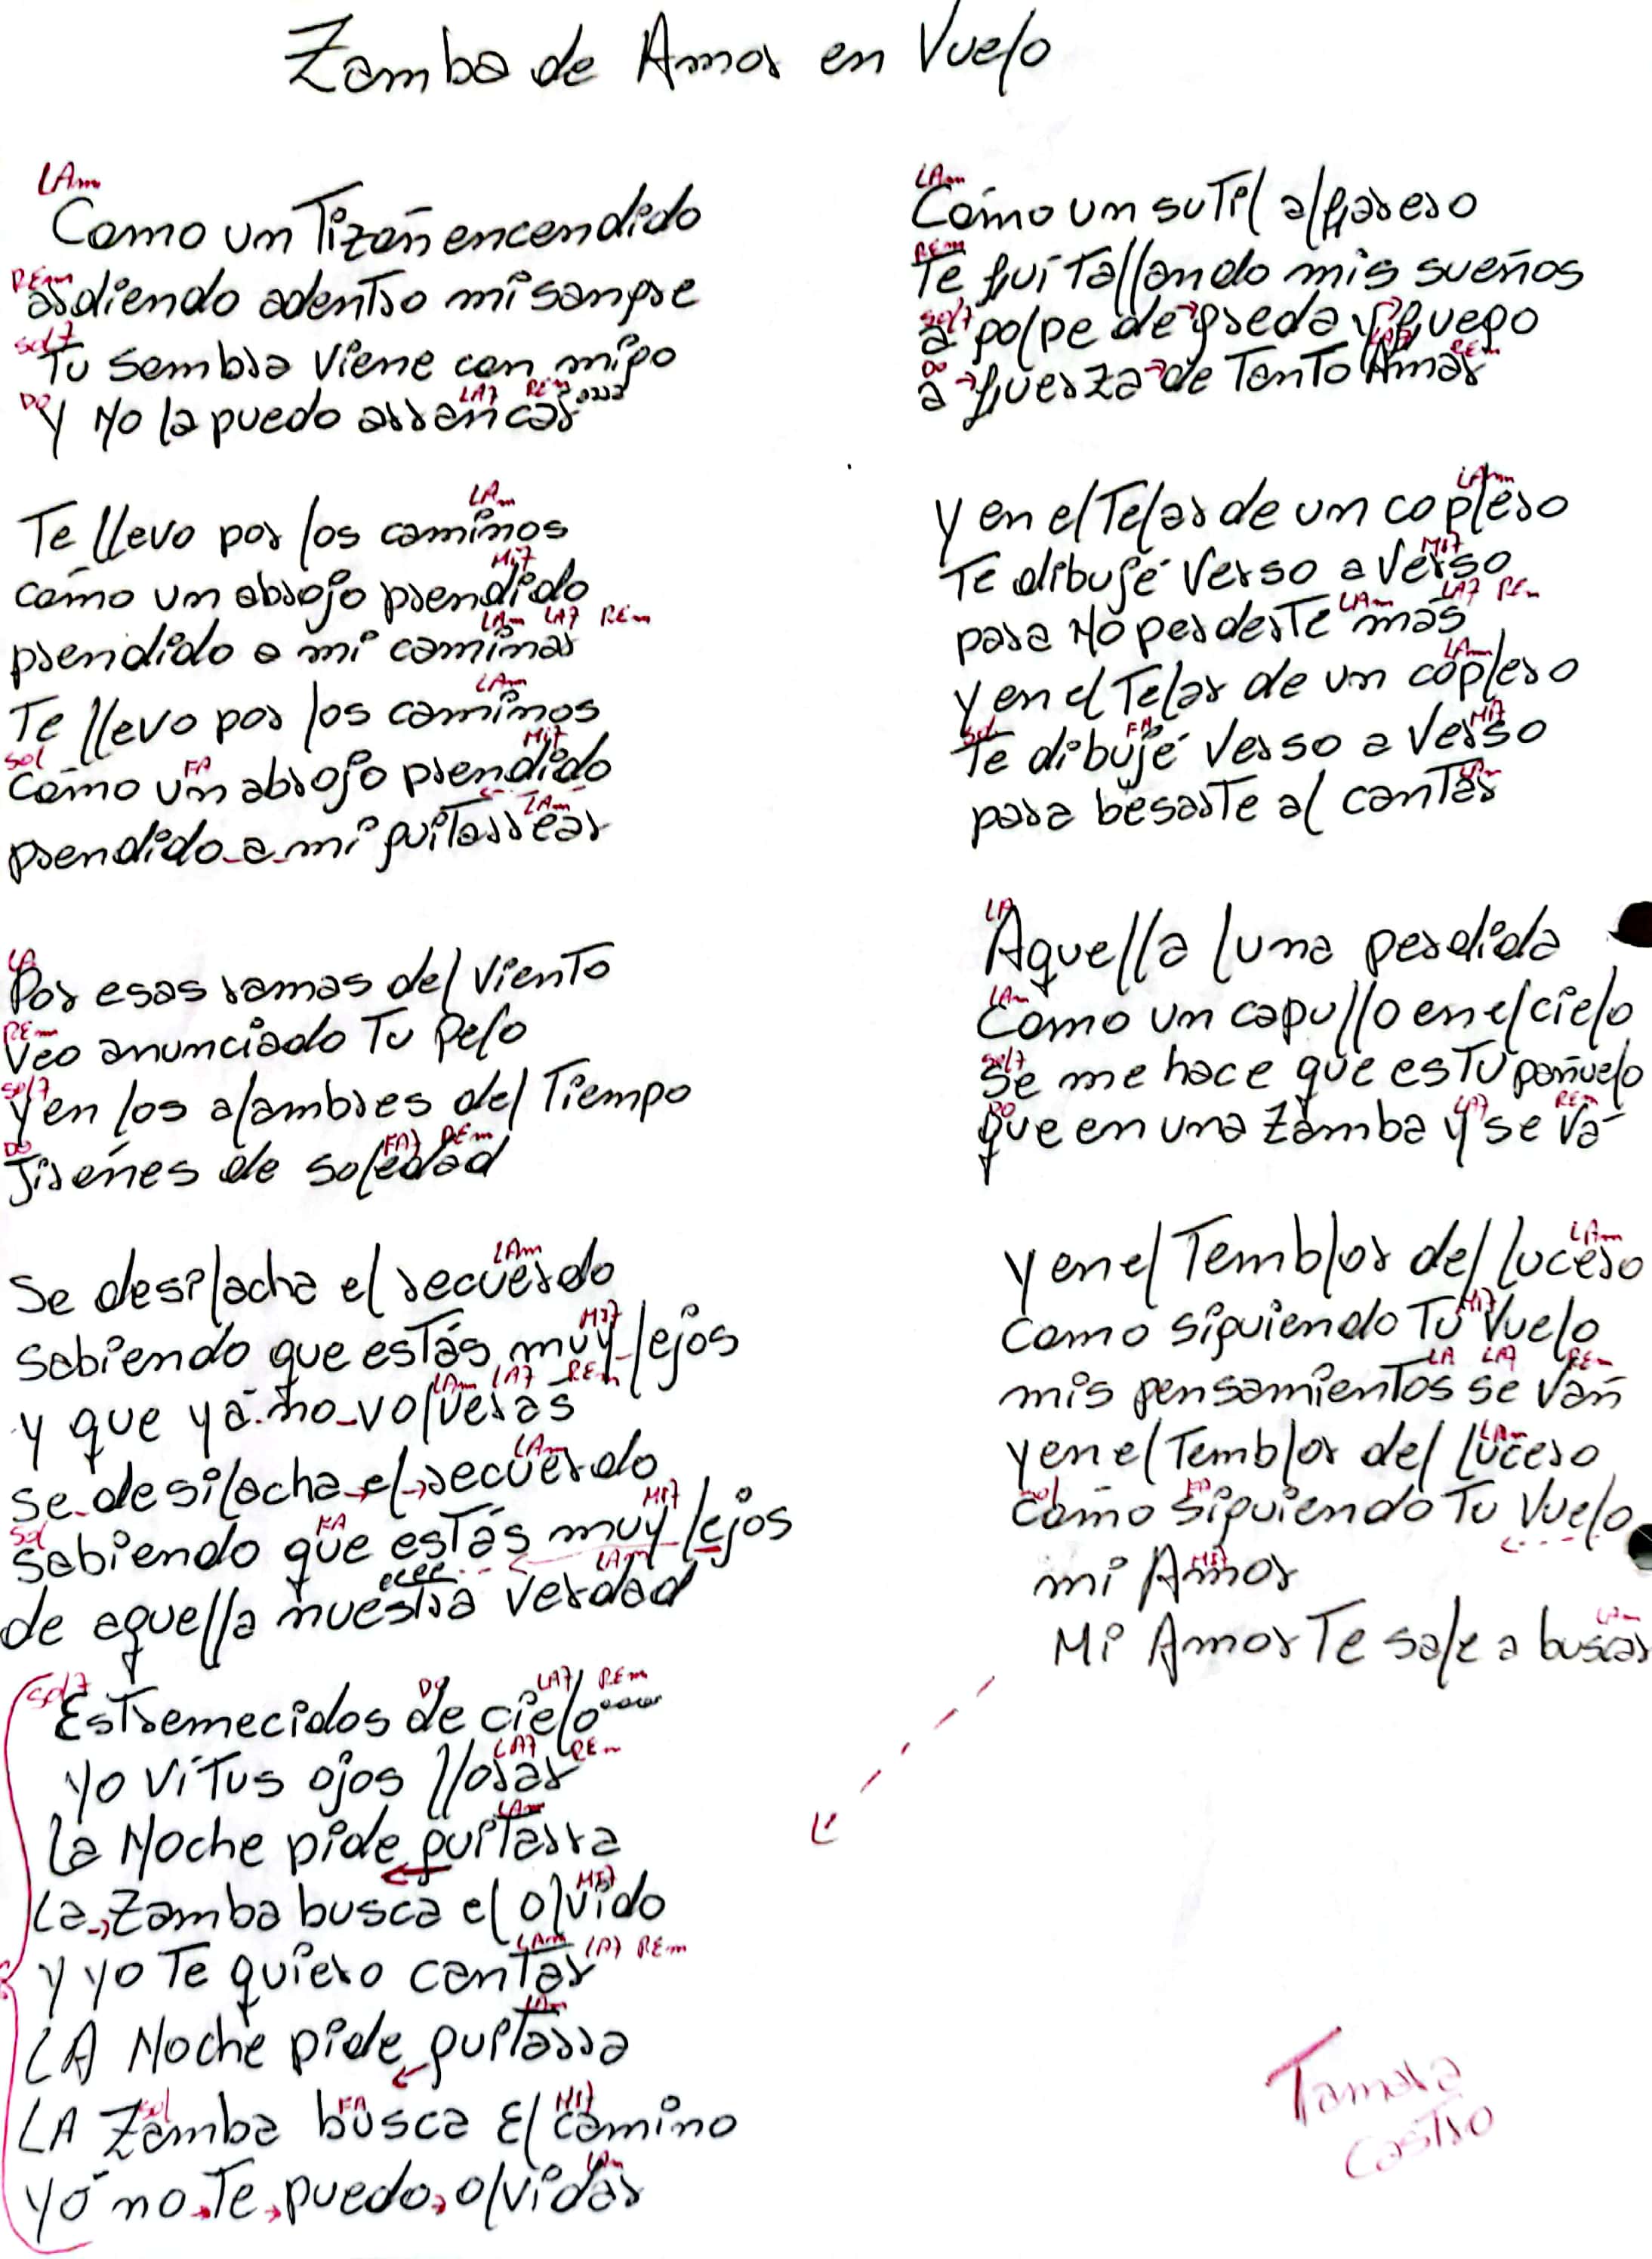 Zamba de Amor en Vuelo
LAm
Como un Tizón encendido
REm
ardiendo adentro mi sangre
sol7
Tu sombra viene conmigo
DO LA7 REm
Y No la puedo arrancar
LAm
Te llevo por los caminos
Mi7
como un abrojo prendido
LAm LA7 REm
prendido a mi caminar
LAm
Te llevo por los caminos
sol FA Mi7
como un abrojo prendido
LAm
prendido a mi guitarrear
LA
Por esas ramas del viento
REm
Veo anunciado Tu pelo
sol7
y en los alambres del Tiempo
DO FA7 REm
Jirones de soledad
LAm
Se desilacha el recuerdo
MI7
sabiendo que estás muy lejos
LAm LA7 REm
y que ya no volverás
LAm
se desilacha el recuerdo
sol FA MI7
sabiendo que estás muy lejos
LAm
de aquella nuestra verdad
sol7 DO LA7 REm
Estremecidos de cielo
LA7 REm
yo vi Tus ojos llorar
LAm
la Noche pide guitarra
MI7
La Zamba busca el olvido
LAm LA7 REm
y yo Te quiero cantar
LAm
LA Noche pide guitarra
sol FA MI7
LA Zamba busca El camino
LAm
yo no Te puedo olvidar
LAm
Como un sutil alfarero
REm
Te fui Tallando mis sueños
sol7
a golpe de greda y fuego
DO LA7 REm
a fuerza de Tanto Amar
LAm
y en el Telar de un coplero
MI7
Te dibujé verso a verso
LAm LA7 REm
para No perderte más
LAm
y en el Telar de un coplero
sol FA MI7
Te dibujé verso a verso
LAm
para besarte al cantar
LA
Aquella luna perdida
LAm
Como un capullo en el cielo
sol7
Se me hace que es Tu pañuelo
DO LA7 REm
que en una Zamba y se va
LAm
y en el Temblor del lucero
MI7
como siguiendo Tu Vuelo
LA LA7 REm
mis pensamientos se van
LAm
y en el Temblor del lucero
sol FA
como siguiendo Tu Vuelo
MI7
mi Amor
LAm
Mi Amor Te sale a buscar
Tamara
Castro